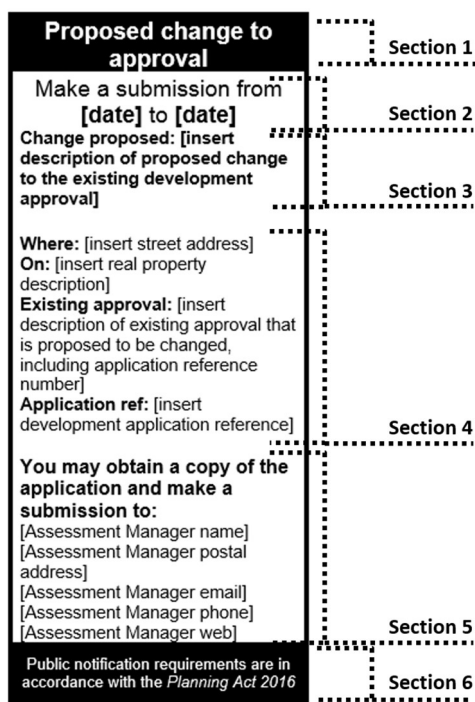 Proposed change to
approval
Make a submission from
[date] to [date]
Change proposed: [insert
description of proposed change
to the existing development
approval]
Where: [insert street address]
On: [insert real property
description]
Existing approval: [insert
description of existing approval that
is proposed to be changed,
including application reference
number]
Application ref: [insert
development application reference]
You may obtain a copy of the
application and make a
submission to:
[Assessment Manager name]
[Assessment Manager postal
address]
[Assessment Manager email]
[Assessment Manager phone]
[Assessment Manager web]
Public notification requirements are in
accordance with the Planning Act 2016
Section 1
Section 2
Section 3
Section 4
Section 5
Section 6